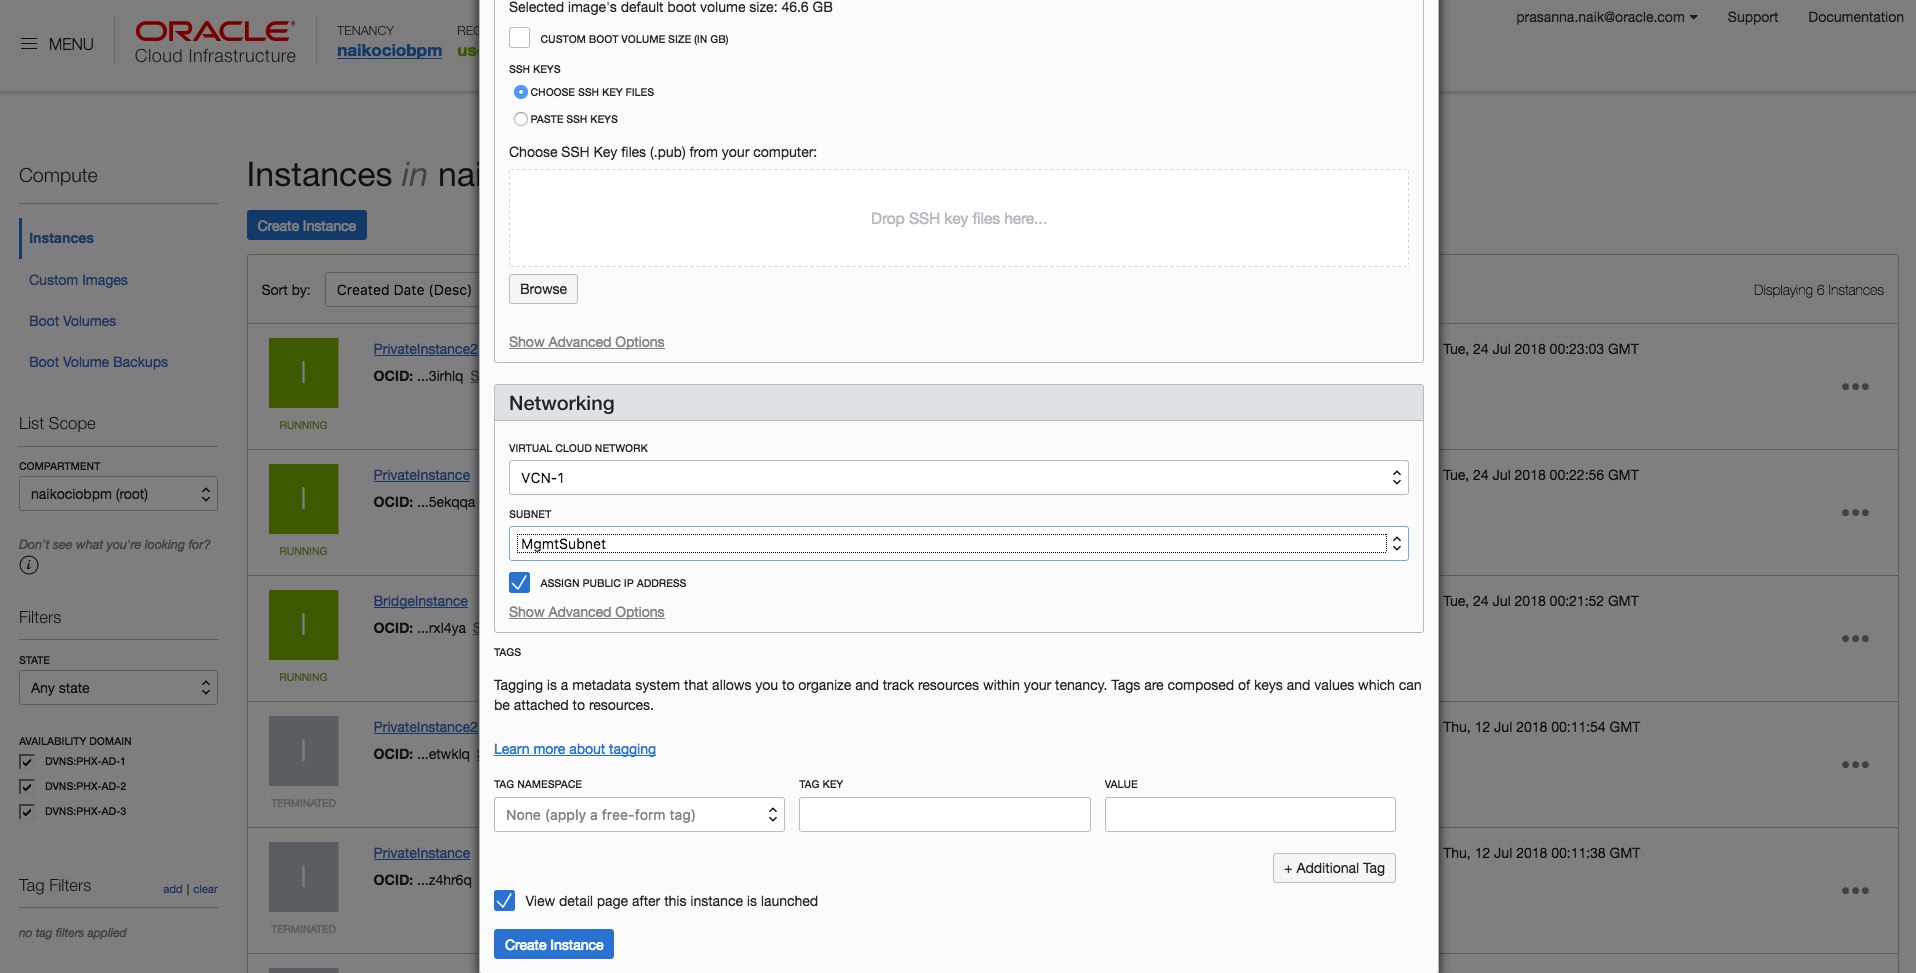 MENU
ORACLE®
Cloud Infrastructure
TENANCY
naikociobpm
REG
us-
prasanna.naik@oracle.com
Support
Documentation
Compute
Instances
Custom Images
Boot Volumes
Boot Volume Backups
List Scope
COMPARTMENT
naikociobpm (root)
Don't see what you're looking for?
Filters
STATE
Any state
AVAILABILITY DOMAIN
DVNS:PHX-AD-1
DVNS:PHX-AD-2
DVNS:PHX-AD-3
Tag Filters
add | clear
no tag filters applied
Instances in nai
Create Instance
Sort by:
Created Date (Desc)
Displaying 6 Instances
I
RUNNING
PrivateInstance2
OCID: ...3irhlq S
Tue, 24 Jul 2018 00:23:03 GMT
I
RUNNING
PrivateInstance
OCID: ...5ekqqa
Tue, 24 Jul 2018 00:22:56 GMT
I
RUNNING
BridgeInstance
OCID: ...rxl4ya S
Tue, 24 Jul 2018 00:21:52 GMT
I
TERMINATED
PrivateInstance2
OCID: ...etwklq
Thu, 12 Jul 2018 00:11:54 GMT
I
TERMINATED
PrivateInstance
OCID: ...z4hr6q
Thu, 12 Jul 2018 00:11:38 GMT
Selected image's default boot volume size: 46.6 GB
CUSTOM BOOT VOLUME SIZE (IN GB)
SSH KEYS
CHOOSE SSH KEY FILES
PASTE SSH KEYS
Choose SSH Key files (.pub) from your computer:
Drop SSH key files here...
Browse
Show Advanced Options
Networking
VIRTUAL CLOUD NETWORK
VCN-1
SUBNET
MgmtSubnet
ASSIGN PUBLIC IP ADDRESS
Show Advanced Options
TAGS
Tagging is a metadata system that allows you to organize and track resources within your tenancy. Tags are composed of keys and values which can
be attached to resources.
Learn more about tagging
TAG NAMESPACE
TAG KEY
VALUE
None (apply a free-form tag)
+ Additional Tag
View detail page after this instance is launched
Create Instance